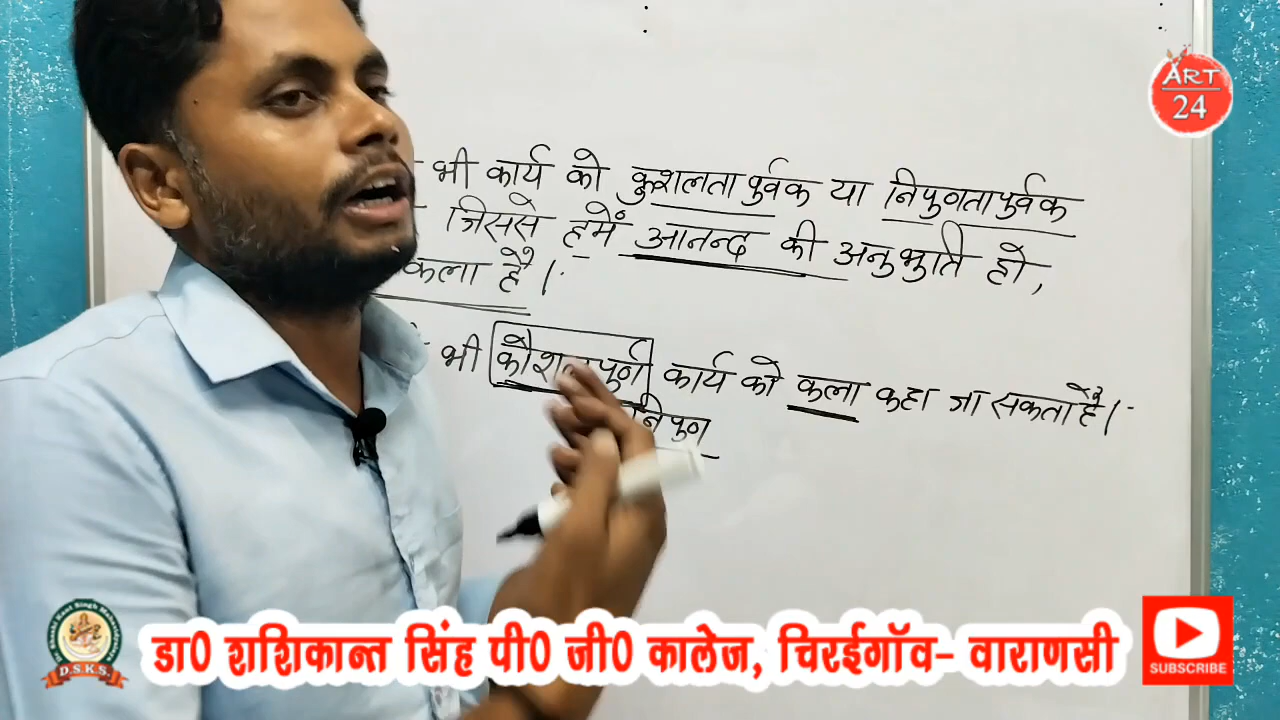 ART
24
भी कार्य को कुशलता पुर्वक या निपुणतापुर्वक
जिससे हमें आनन्द की अनुभुति हो,
कला है।
भी कौशलपुर्ण कार्य को कला कहा जा सकता है।
निपुण
डा0 शशिकान्त सिंह पी0 जी0 कालेज, चिरईगॉव- वाराणसी
D.S.K.S.
SUBSCRIBE